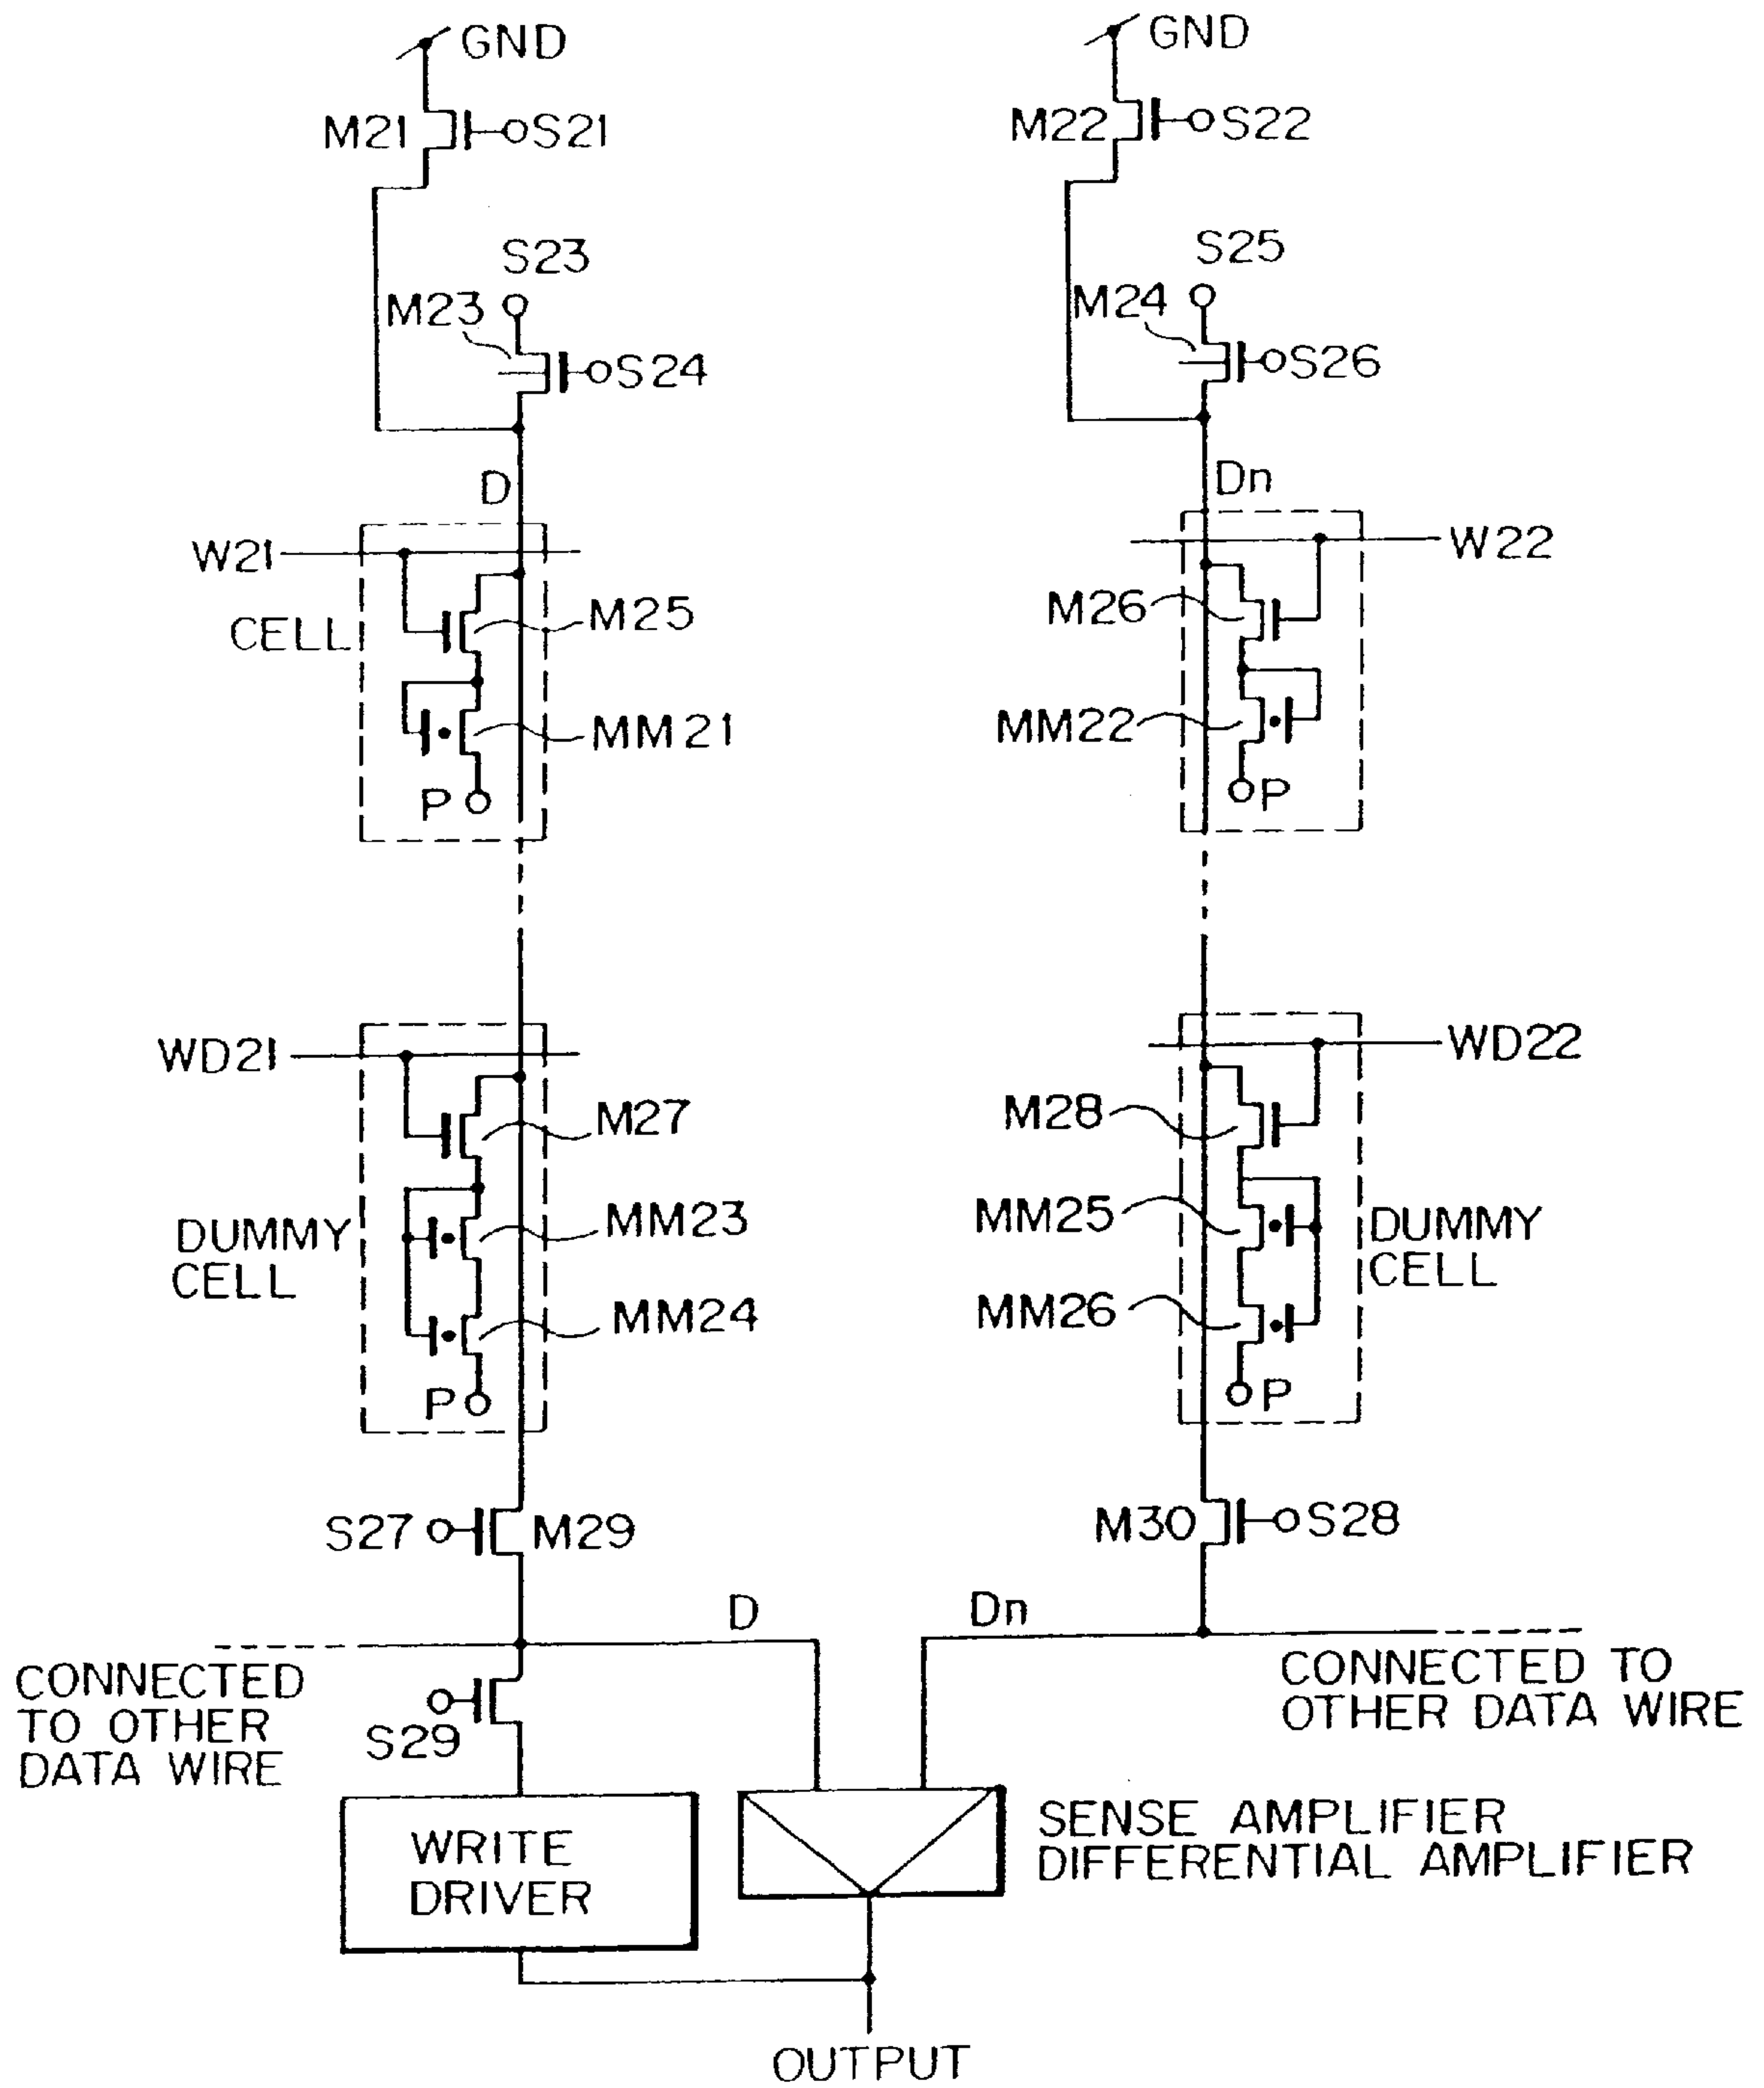 GND
GND
M21
S21
M22
S22
S23
S25
M23
M24
S24
S26
D
Dn
W21
W22
CELL
M25
M26
MM21
MM22
P
P
WD21
WD22
M27
M28
DUMMY
CELL
MM23
MM25
DUMMY
CELL
MM24
MM26
P
P
S27
M29
M30
S28
D
Dn
CONNECTED
TO OTHER
DATA WIRE
CONNECTED TO
OTHER DATA WIRE
S29
WRITE
DRIVER
SENSE AMPLIFIER
DIFFERENTIAL AMPLIFIER
OUTPUT